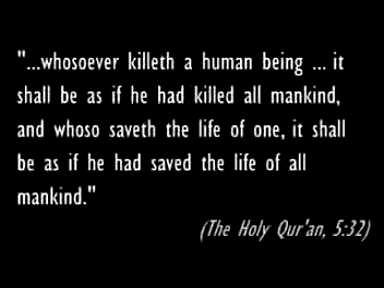 "...whosoever killeth a human being ... it
shall be as if he had killed all mankind,
and whoso saveth the life of one, it shall
be as if he had saved the life of all
mankind."
(The Holy Qur'an, 5:32)